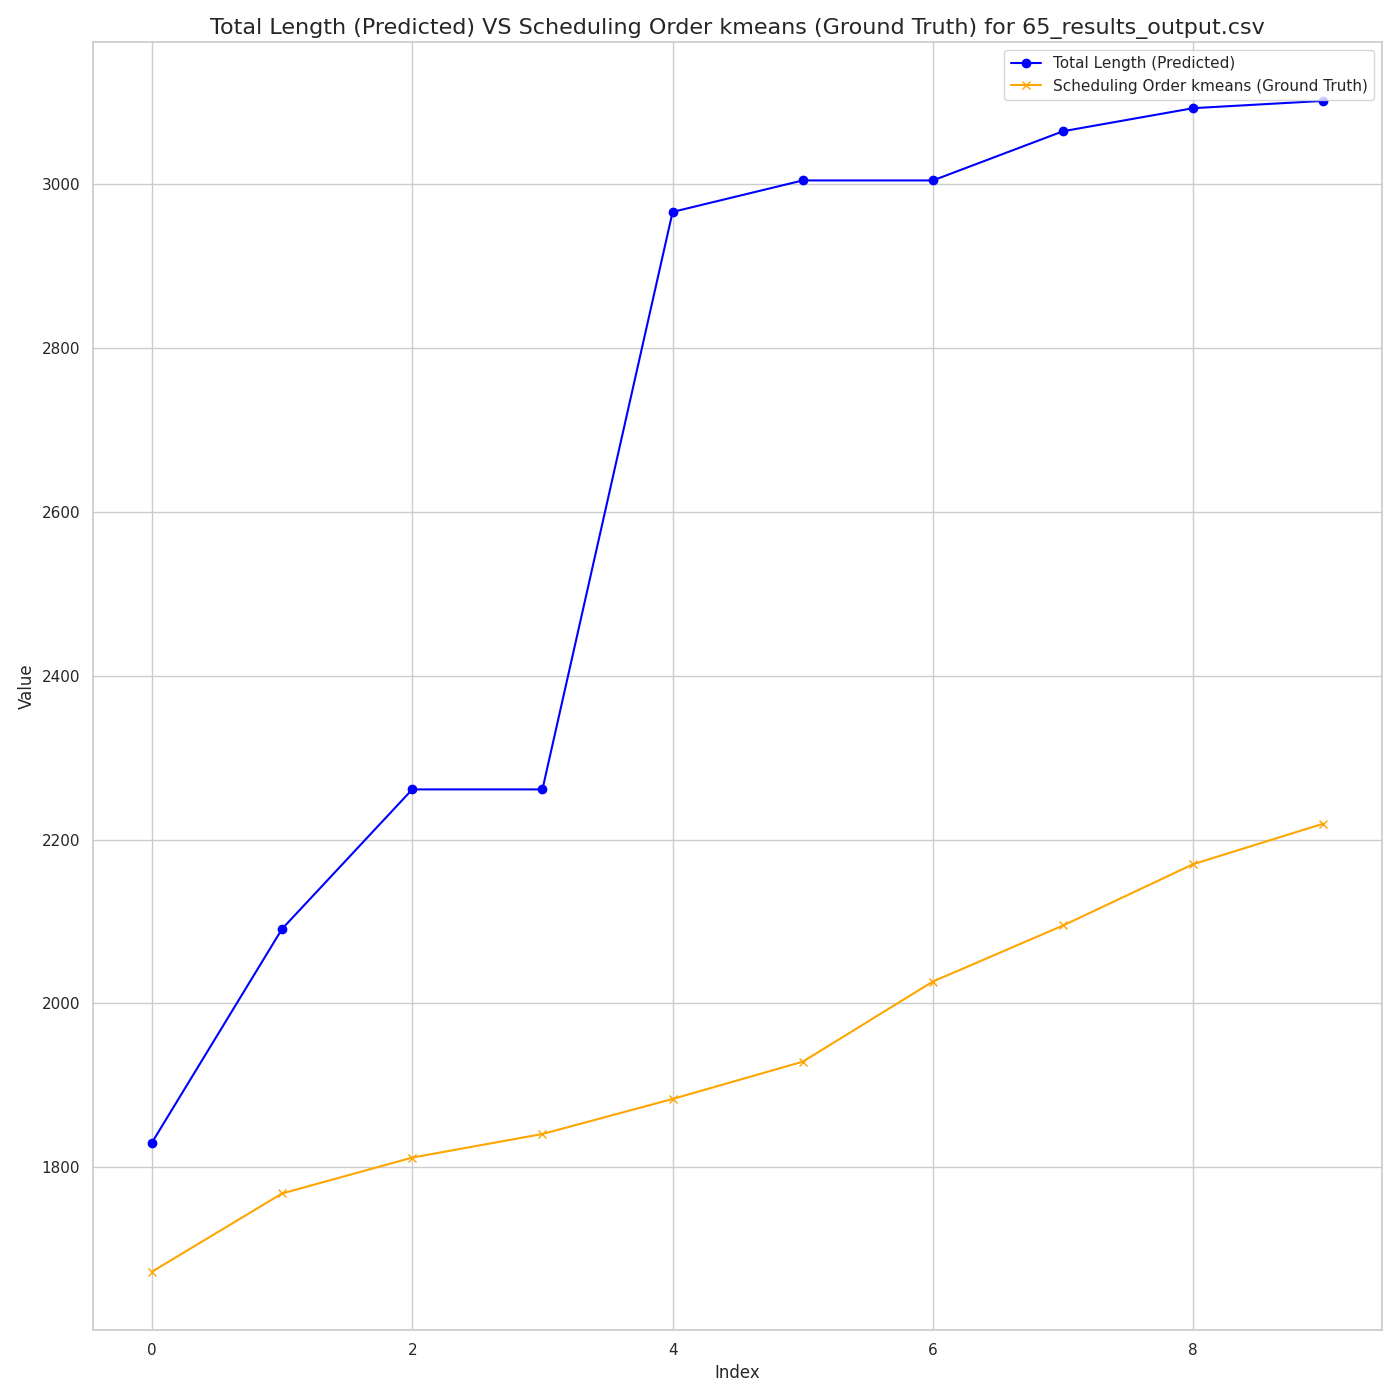 Total Length (Predicted) VS Scheduling Order kmeans (Ground Truth) for 65_results_output.csv
Total Length (Predicted)
Scheduling Order kmeans (Ground Truth)
3000
2800
2600
2400
2200
2000
1800
Value
0 2 4 6 8
Index